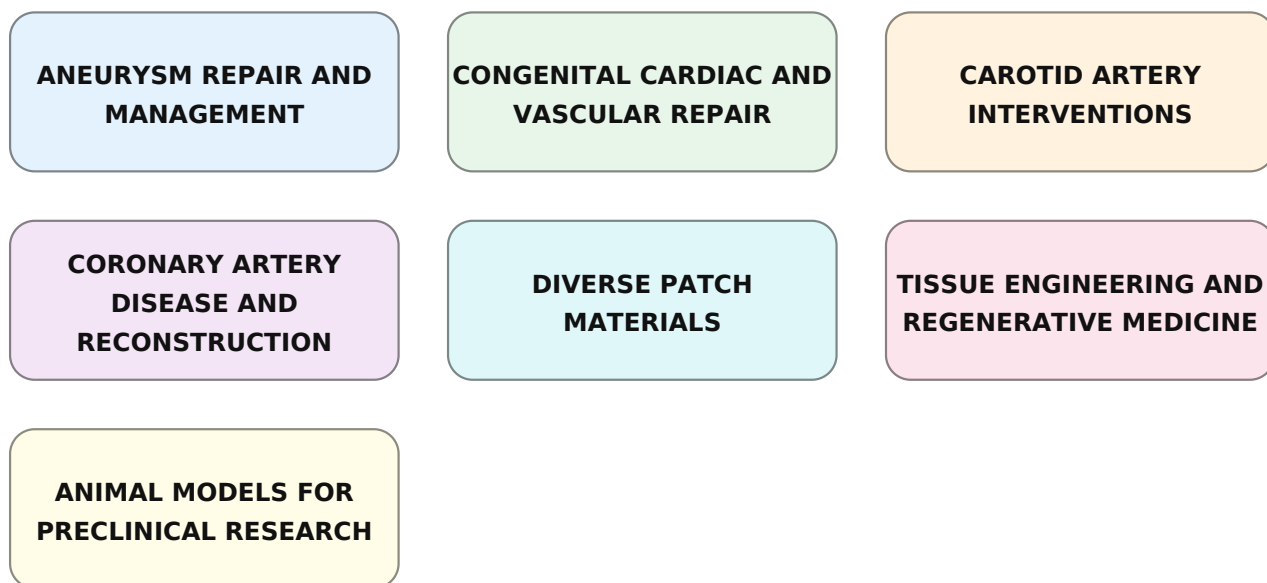 ANEURYSM REPAIR AND
MANAGEMENT
CONGENITAL CARDIAC AND
VASCULAR REPAIR
CAROTID ARTERY
INTERVENTIONS
CORONARY ARTERY
DISEASE AND
RECONSTRUCTION
DIVERSE PATCH
MATERIALS
TISSUE ENGINEERING AND
REGENERATIVE MEDICINE
ANIMAL MODELS FOR
PRECLINICAL RESEARCH